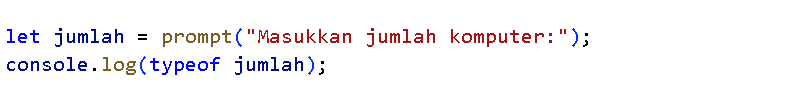 let jumlah = prompt("Masukkan jumlah komputer:");
console.log(typeof jumlah);